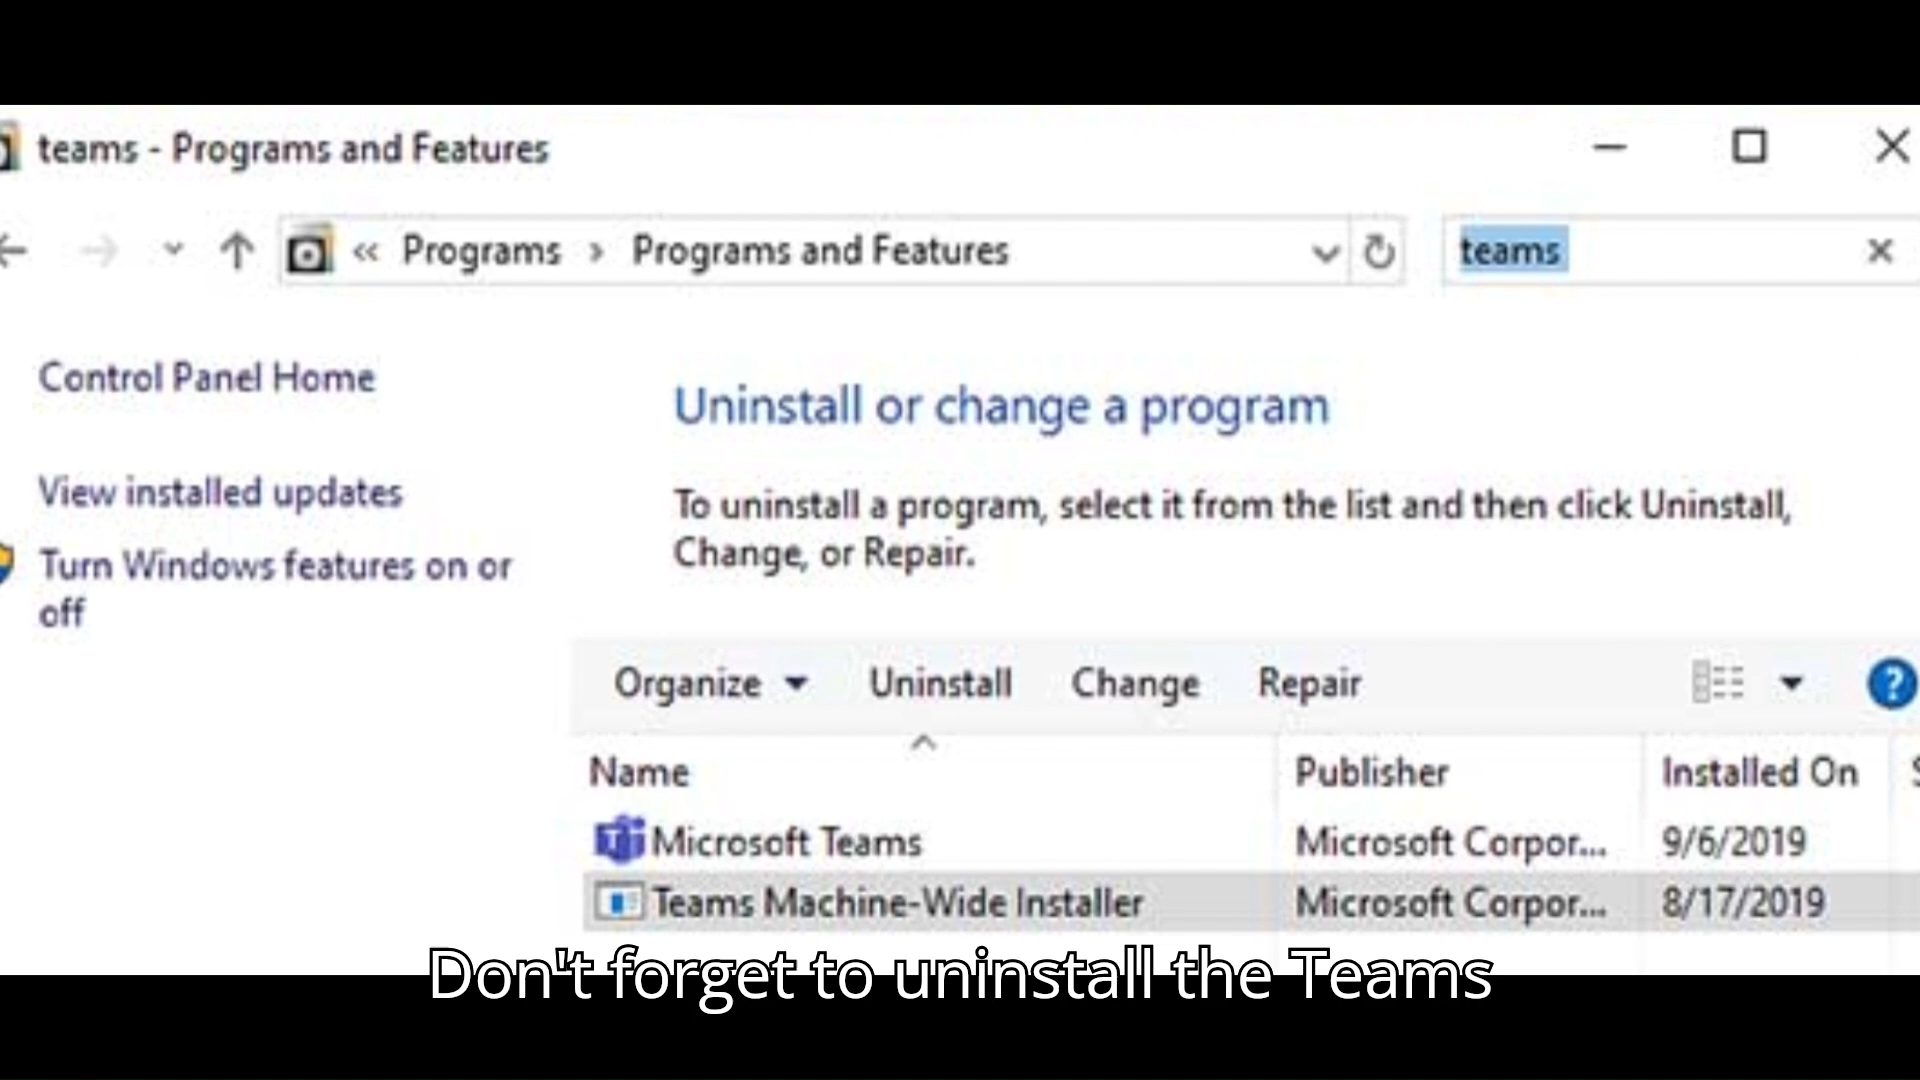 teams - Programs and Features
« Programs › Programs and Features
teams
Control Panel Home
View installed updates
Turn Windows features on or
off
Uninstall or change a program
To uninstall a program, select it from the list and then click Uninstall,
Change, or Repair.
Organize Uninstall Change Repair
Name Publisher Installed On
Microsoft Teams Microsoft Corpor... 9/6/2019
Teams Machine-Wide Installer Microsoft Corpor... 8/17/2019
Don't forget to uninstall the Teams